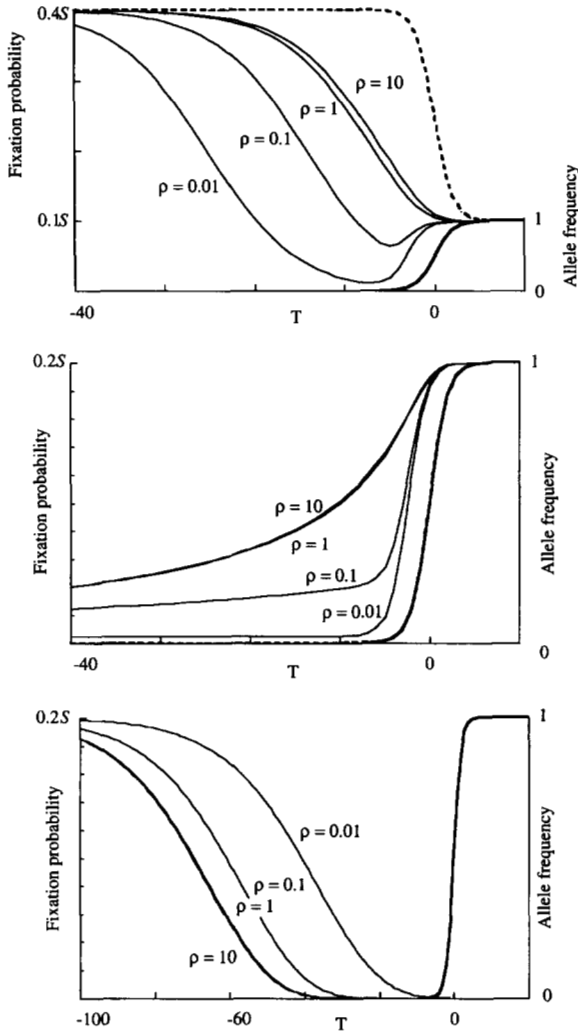 0.4S
Fixation probability
ρ = 10
ρ = 1
ρ = 0.1
ρ = 0.01
0.1S
1
Allele frequency
0
-40
T
0
0.2S
1
Fixation probability
Allele frequency
ρ = 10
ρ = 1
ρ = 0.1
ρ = 0.01
0
-40
T
0
0.2S
1
Fixation probability
Allele frequency
ρ = 0.01
ρ = 0.1
ρ = 1
ρ = 10
0
-100
-60
T
0